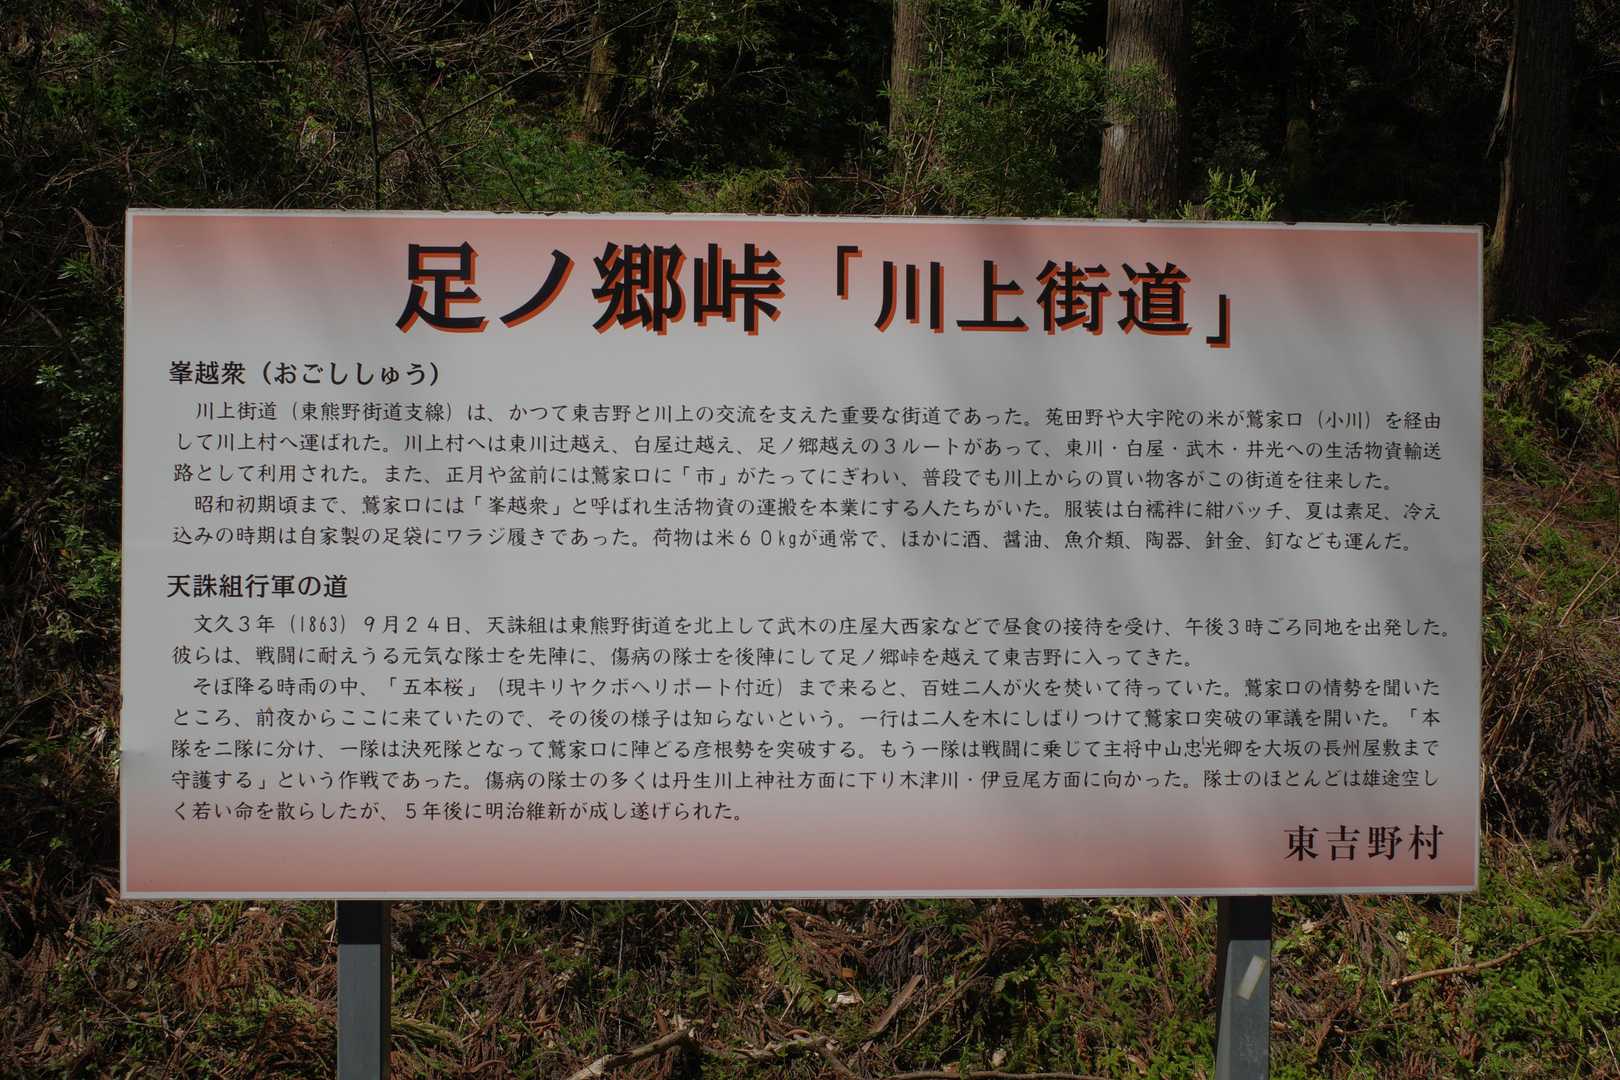 足ノ郷峠「川上街道」
峯越衆（おごししゅう）
川上街道（東熊野街道支線）は、かつて東吉野と川上の交流を支えた重要な街道であった。菟田野や大宇陀の米が鷲家口（小川）を経由
して川上村へ運ばれた。川上村へは東川辻越え、白屋辻越え、足ノ郷越えの３ルートがあって、東川・白屋・武木・井光への生活物資輸送
路として利用された。また、正月や盆前には鷲家口に「市」がたってにぎわい、普段でも川上からの買い物客がこの街道を往来した。
昭和初期頃まで、鷲家口には「峯越衆」と呼ばれ生活物資の運搬を本業にする人たちがいた。服装は白襦袢に紺パッチ、夏は素足、冷え
込みの時期は自家製の足袋にワラジ履きであった。荷物は米６０kgが通常で、ほかに酒、醤油、魚介類、陶器、針金、釘なども運んだ。
天誅組行軍の道
文久３年（1863）９月２４日、天誅組は東熊野街道を北上して武木の庄屋大西家などで昼食の接待を受け、午後３時ごろ同地を出発した。
彼らは、戦闘に耐えうる元気な隊士を先陣に、傷病の隊士を後陣にして足ノ郷峠を越えて東吉野に入ってきた。
そぼ降る時雨の中、「五本桜」（現キリヤクボヘリポート付近）まで来ると、百姓二人が火を焚いて待っていた。鷲家口の情勢を聞いた
ところ、前夜からここに来ていたので、その後の様子は知らないという。一行は二人を木にしばりつけて鷲家口突破の軍議を開いた。「本
隊を二隊に分け、一隊は決死隊となって鷲家口に陣どる彦根勢を突破する。もう一隊は戦闘に乗じて主将中山忠光卿を大坂の長州屋敷まで
守護する」という作戦であった。傷病の隊士の多くは丹生川上神社方面に下り木津川・伊豆尾方面に向かった。隊士のほとんどは雄途空し
く若い命を散らしたが、５年後に明治維新が成し遂げられた。
東吉野村